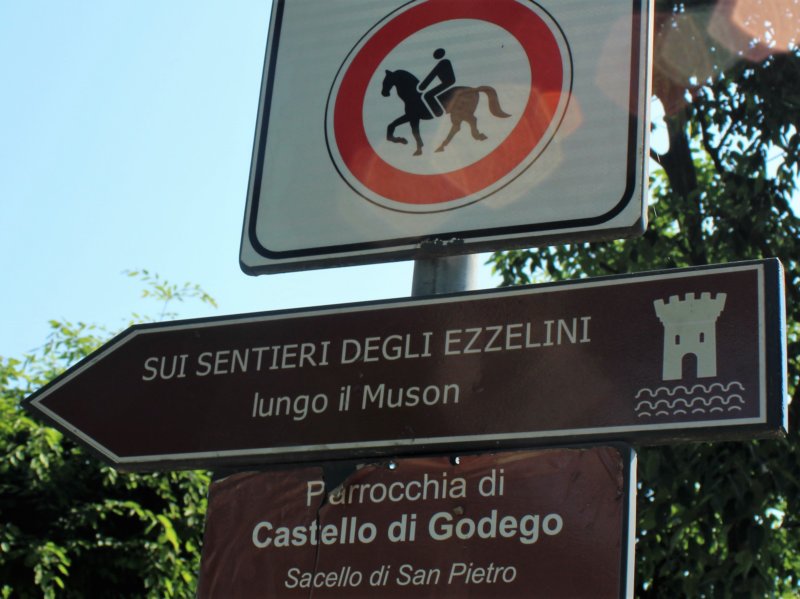 SUI SENTIERI DEGLI EZZELINI
lungo il Muson
Parrocchia di
Castello di Godego
Sacello di San Pietro